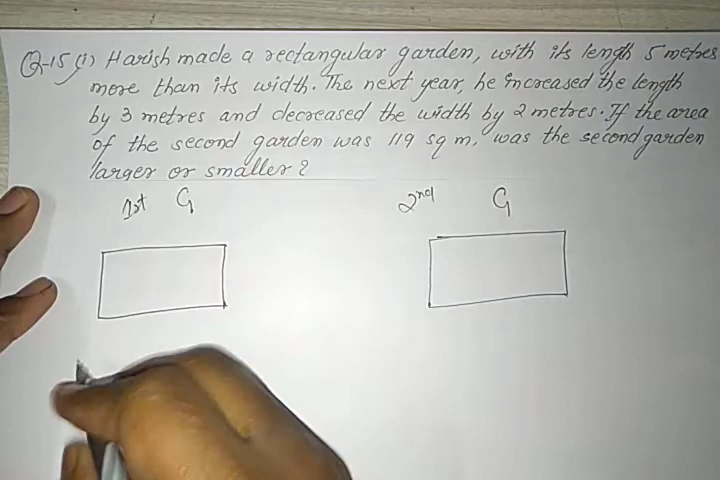 Q-15 (i) Harish made a rectangular garden, with its length 5 metres
more than its width. The next year, he increased the length
by 3 metres and decreased the width by 2 metres. If the area
of the second garden was 119 sq m, was the second garden
larger or smaller?
1st G 2nd G